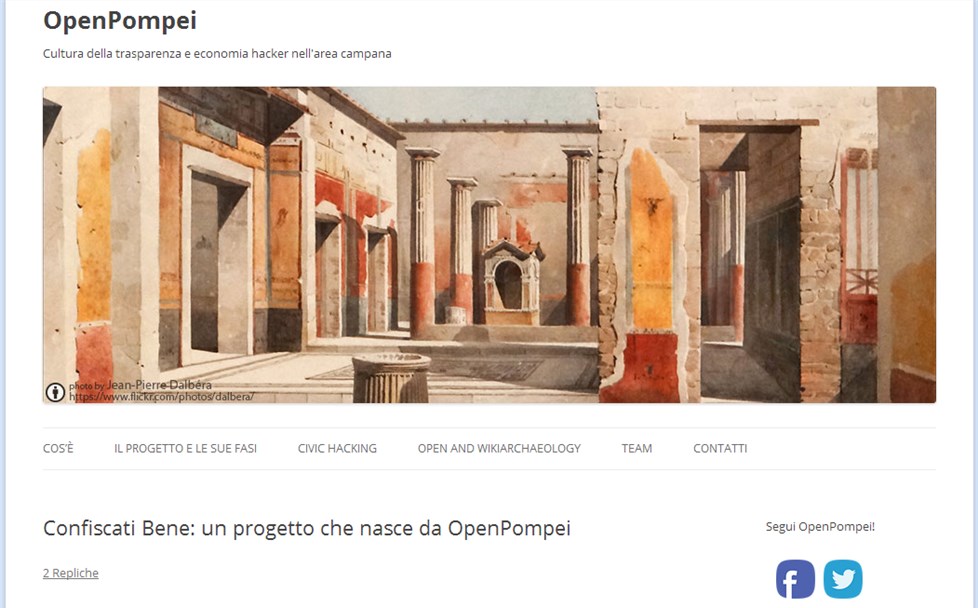 OpenPompei
Cultura della trasparenza e economia hacker nell'area campana
photo by Jean-Pierre Dalbéra
https://www.flickr.com/photos/dalbera/
COS'È IL PROGETTO E LE SUE FASI CIVIC HACKING OPEN AND WIKIARCHAEOLOGY TEAM CONTATTI
Confiscati Bene: un progetto che nasce da OpenPompei
2 Repliche
Segui OpenPompei!